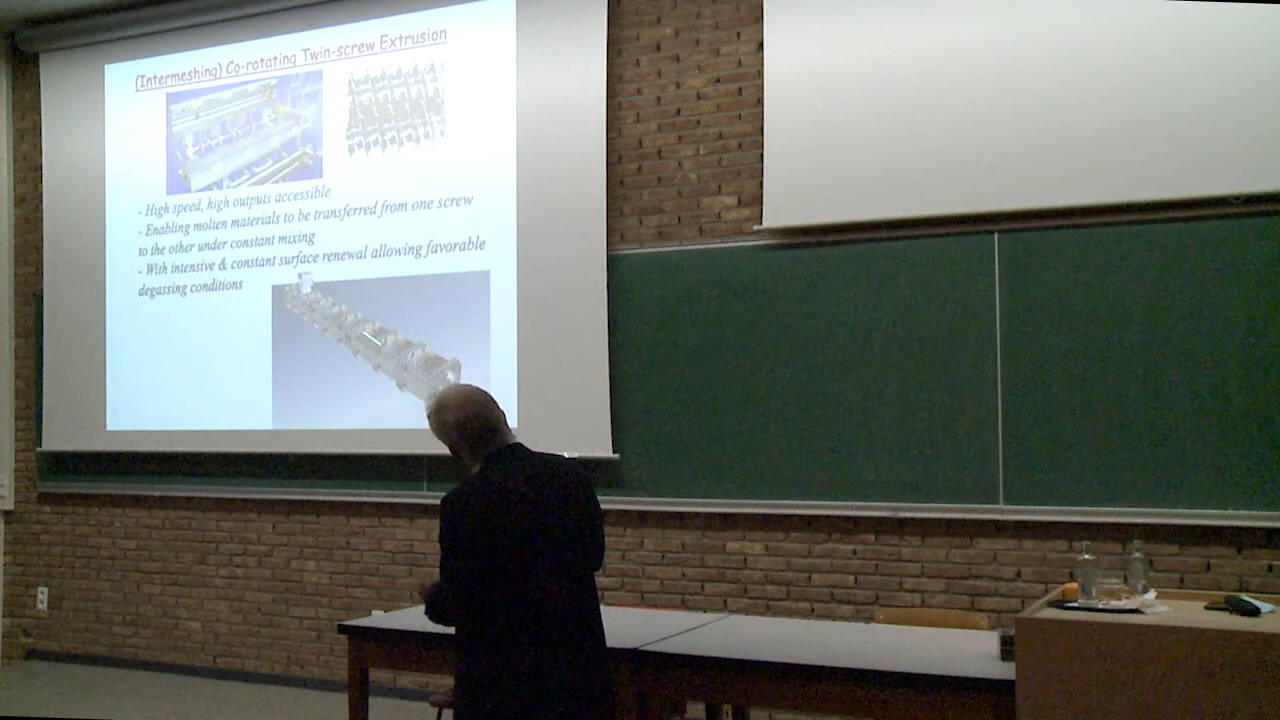 (Intermeshing) Co-rotating Twin-screw Extrusion
- High speed, high outputs accessible
- Enabling molten materials to be transferred from one screw
to the other under constant mixing
- With intensive & constant surface renewal allowing favorable
degassing conditions